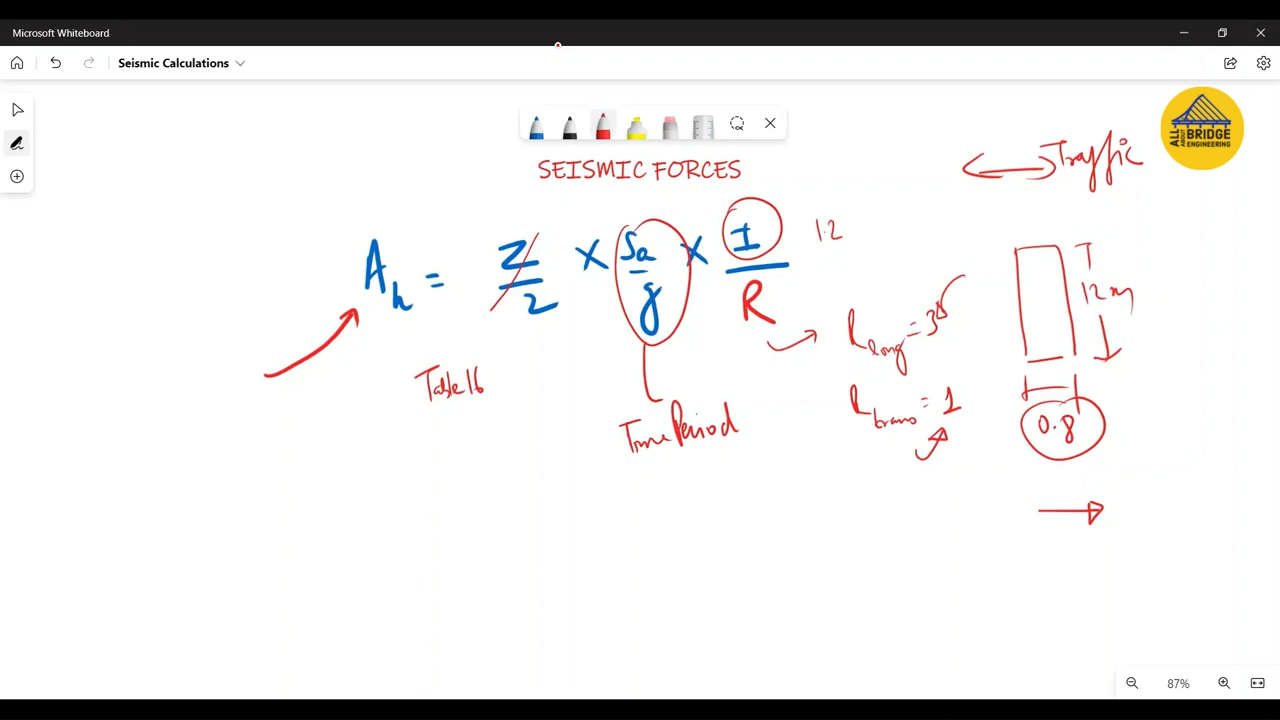 Microsoft Whiteboard
Seismic Calculations
ALL ABOUT BRIDGE ENGINEERING
SEISMIC FORCES
Traffic
Ah = Z/2 X Sa/g X I/R
1.2
T
12m
Rlong = 3
Table 16
Rtrans = 1
0.8
Time Period
87%